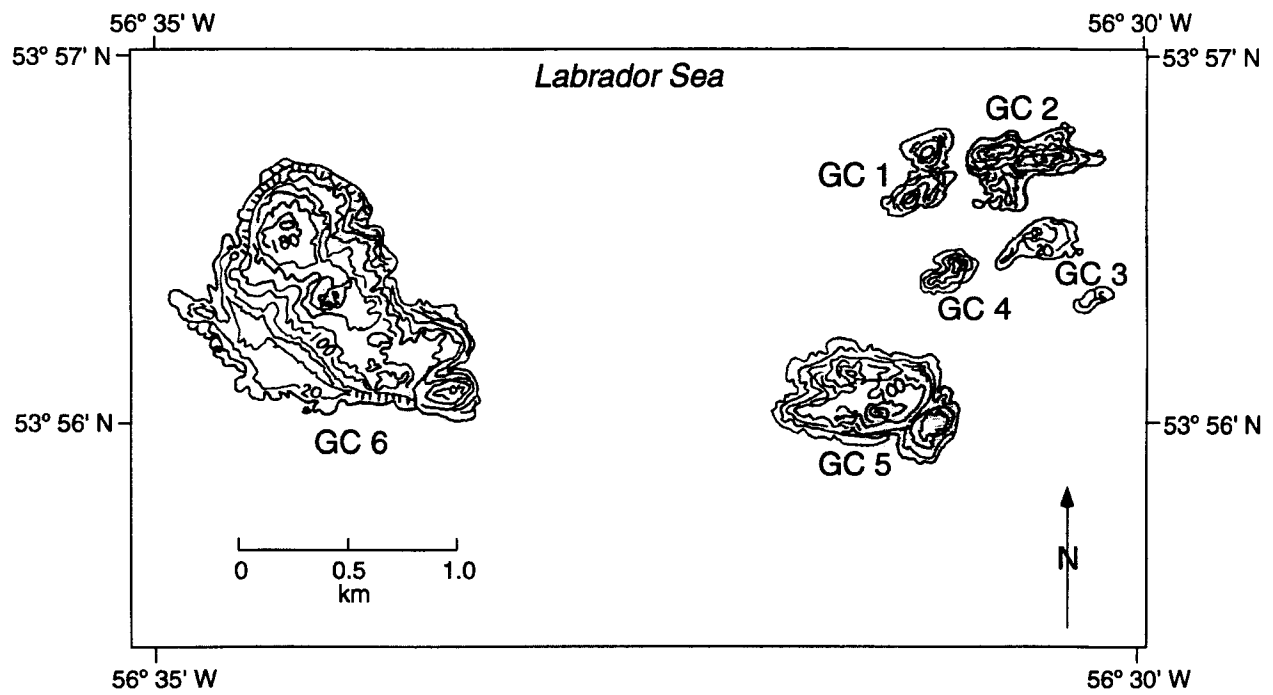 56° 35' W
56° 30' W
53° 57' N
53° 57' N
Labrador Sea
GC 2
GC 1
GC 3
20
GC 4
180
100
20
100
53° 56' N
53° 56' N
GC 6
GC 5
0
0.5
1.0
km
N
56° 35' W
56° 30' W